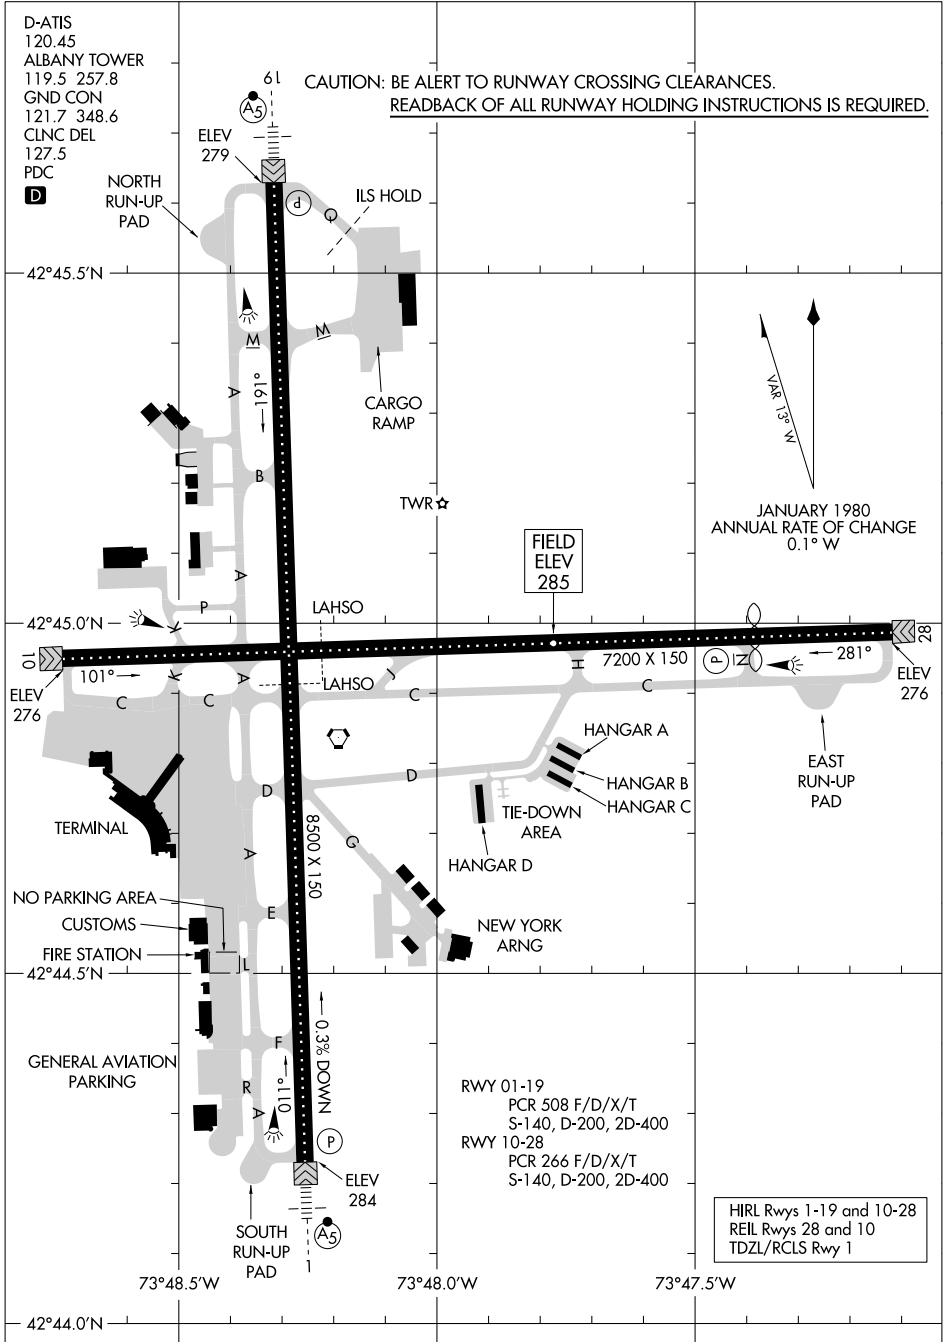 D-ATIS
120.45
ALBANY TOWER
119.5 257.8
GND CON
121.7 348.6
CLNC DEL
127.5
PDC
D
CAUTION: BE ALERT TO RUNWAY CROSSING CLEARANCES.
READBACK OF ALL RUNWAY HOLDING INSTRUCTIONS IS REQUIRED.
19
A5
ELEV
279
NORTH
RUN-UP
PAD
P
Q
ILS HOLD
42°45.5'N
M
M
A
191°
CARGO
RAMP
VAR 13° W
JANUARY 1980
ANNUAL RATE OF CHANGE
0.1° W
B
TWR
FIELD
ELEV
285
A
P
LAHSO
42°45.0'N
K
10
28
101°
K
A
LAHSO
J
H
7200 X 150
P
N
281°
ELEV
276
ELEV
276
C
C
C
C
HANGAR A
HANGAR B
HANGAR C
TIE-DOWN
AREA
HANGAR D
EAST
RUN-UP
PAD
D
D
TERMINAL
8500 X 150
A
G
NO PARKING AREA
E
CUSTOMS
FIRE STATION
L
NEW YORK
ARNG
42°44.5'N
0.3% DOWN
F
011°
GENERAL AVIATION
PARKING
R
A
P
RWY 01-19
PCR 508 F/D/X/T
S-140, D-200, 2D-400
RWY 10-28
PCR 266 F/D/X/T
S-140, D-200, 2D-400
ELEV
284
SOUTH
RUN-UP
PAD
A5
1
HIRL Rwys 1-19 and 10-28
REIL Rwys 28 and 10
TDZL/RCLS Rwy 1
73°48.5'W
73°48.0'W
73°47.5'W
42°44.0'N